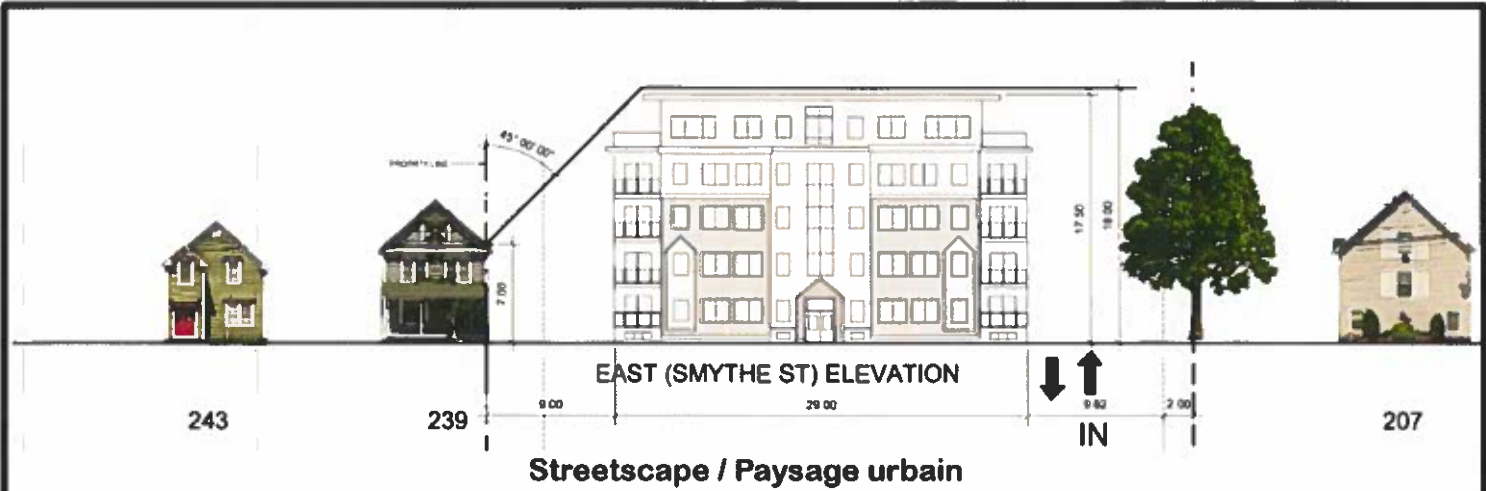 45° 00' 00"
PROPERTY LINE
7.00
17.50
18.00
EAST (SMYTHE ST) ELEVATION
9.00
29.00
9.82
2.00
243
239
IN
207
Streetscape / Paysage urbain